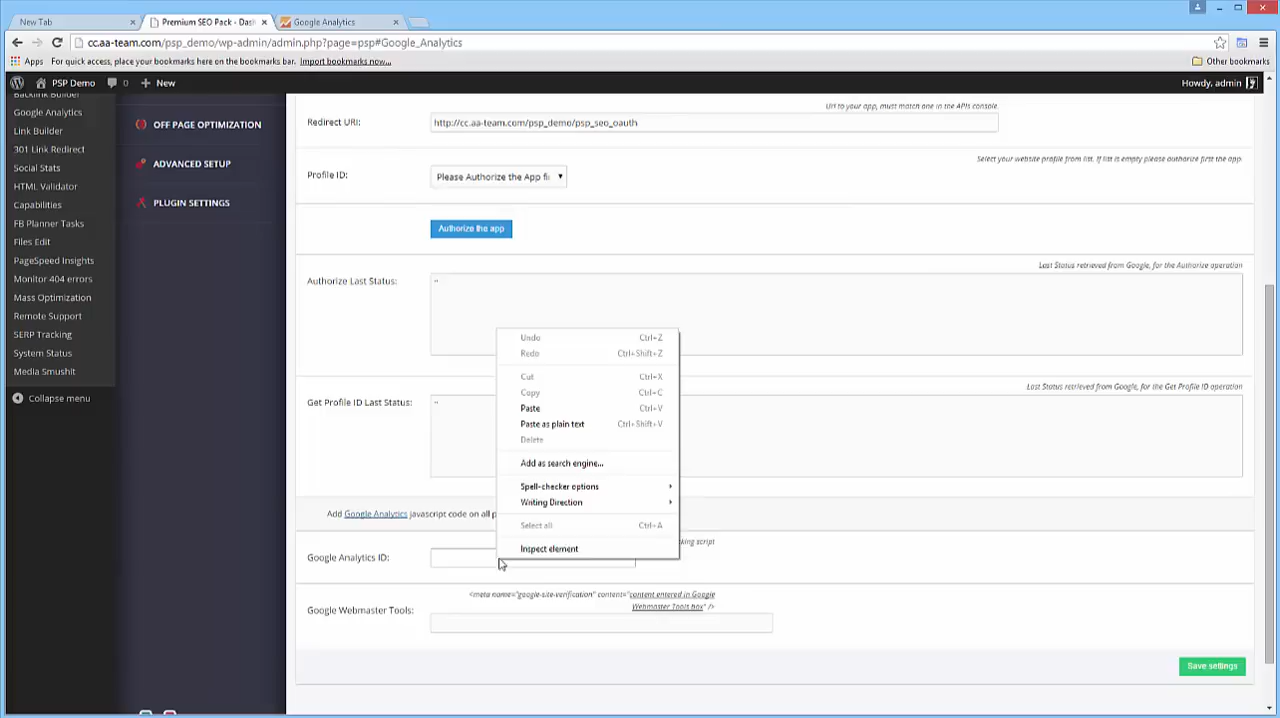 New Tab
Premium SEO Pack - Dash
Google Analytics
cc.aa-team.com/psp_demo/wp-admin/admin.php?page=psp#Google_Analytics
Apps For quick access, place your bookmarks here on the bookmarks bar. Import bookmarks now...
Other bookmarks
PSP Demo 0 + New
Howdy, admin
Backlink Builder
Google Analytics
Link Builder
301 Link Redirect
Social Stats
HTML Validator
Capabilities
FB Planner Tasks
Files Edit
PageSpeed Insights
Monitor 404 errors
Mass Optimization
Remote Support
SERP Tracking
System Status
Media Smushit
Collapse menu
OFF PAGE OPTIMIZATION
ADVANCED SETUP
PLUGIN SETTINGS
Url to your app, must match one in the APIs console.
Redirect URI:
http://cc.aa-team.com/psp_demo/psp_seo_oauth
Select your website profile from list. If list is empty please authorize first the app.
Profile ID:
Please Authorize the App fi
Authorize the app
Last Status retrieved from Google, for the Authorize operation
Authorize Last Status:
--
Last Status retrieved from Google, for the Get Profile ID operation
Get Profile ID Last Status:
--
Undo Ctrl+Z
Redo Ctrl+Shift+Z
Cut Ctrl+X
Copy Ctrl+C
Paste Ctrl+V
Paste as plain text Ctrl+Shift+V
Delete
Add as search engine...
Spell-checker options
Writing Direction
Select all Ctrl+A
Inspect element
Add Google Analytics javascript code on all p
king script
Google Analytics ID:
<meta name="google-site-verification" content="content entered in Google
Webmaster Tools box" />
Google Webmaster Tools:
Save settings